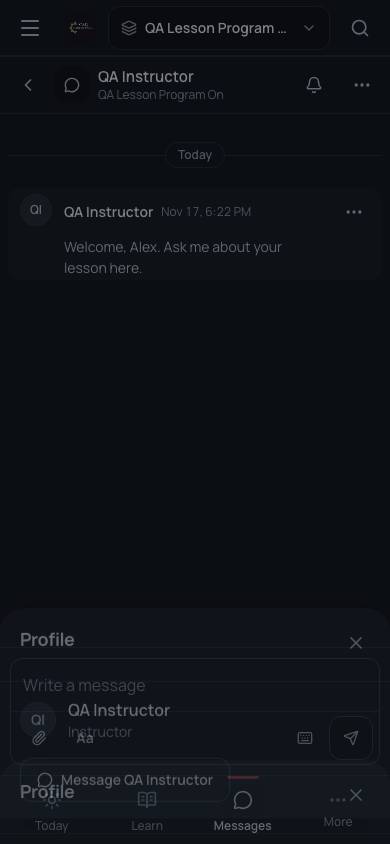 QA Lesson Program ...
QA Instructor
QA Lesson Program On
Today
QI
QA Instructor Nov 17, 6:22 PM
Welcome, Alex. Ask me about your
lesson here.
Profile
Write a message
QI
QA Instructor
Instructor
Aa
Message QA Instructor
Profile
Today
Learn
Messages
More